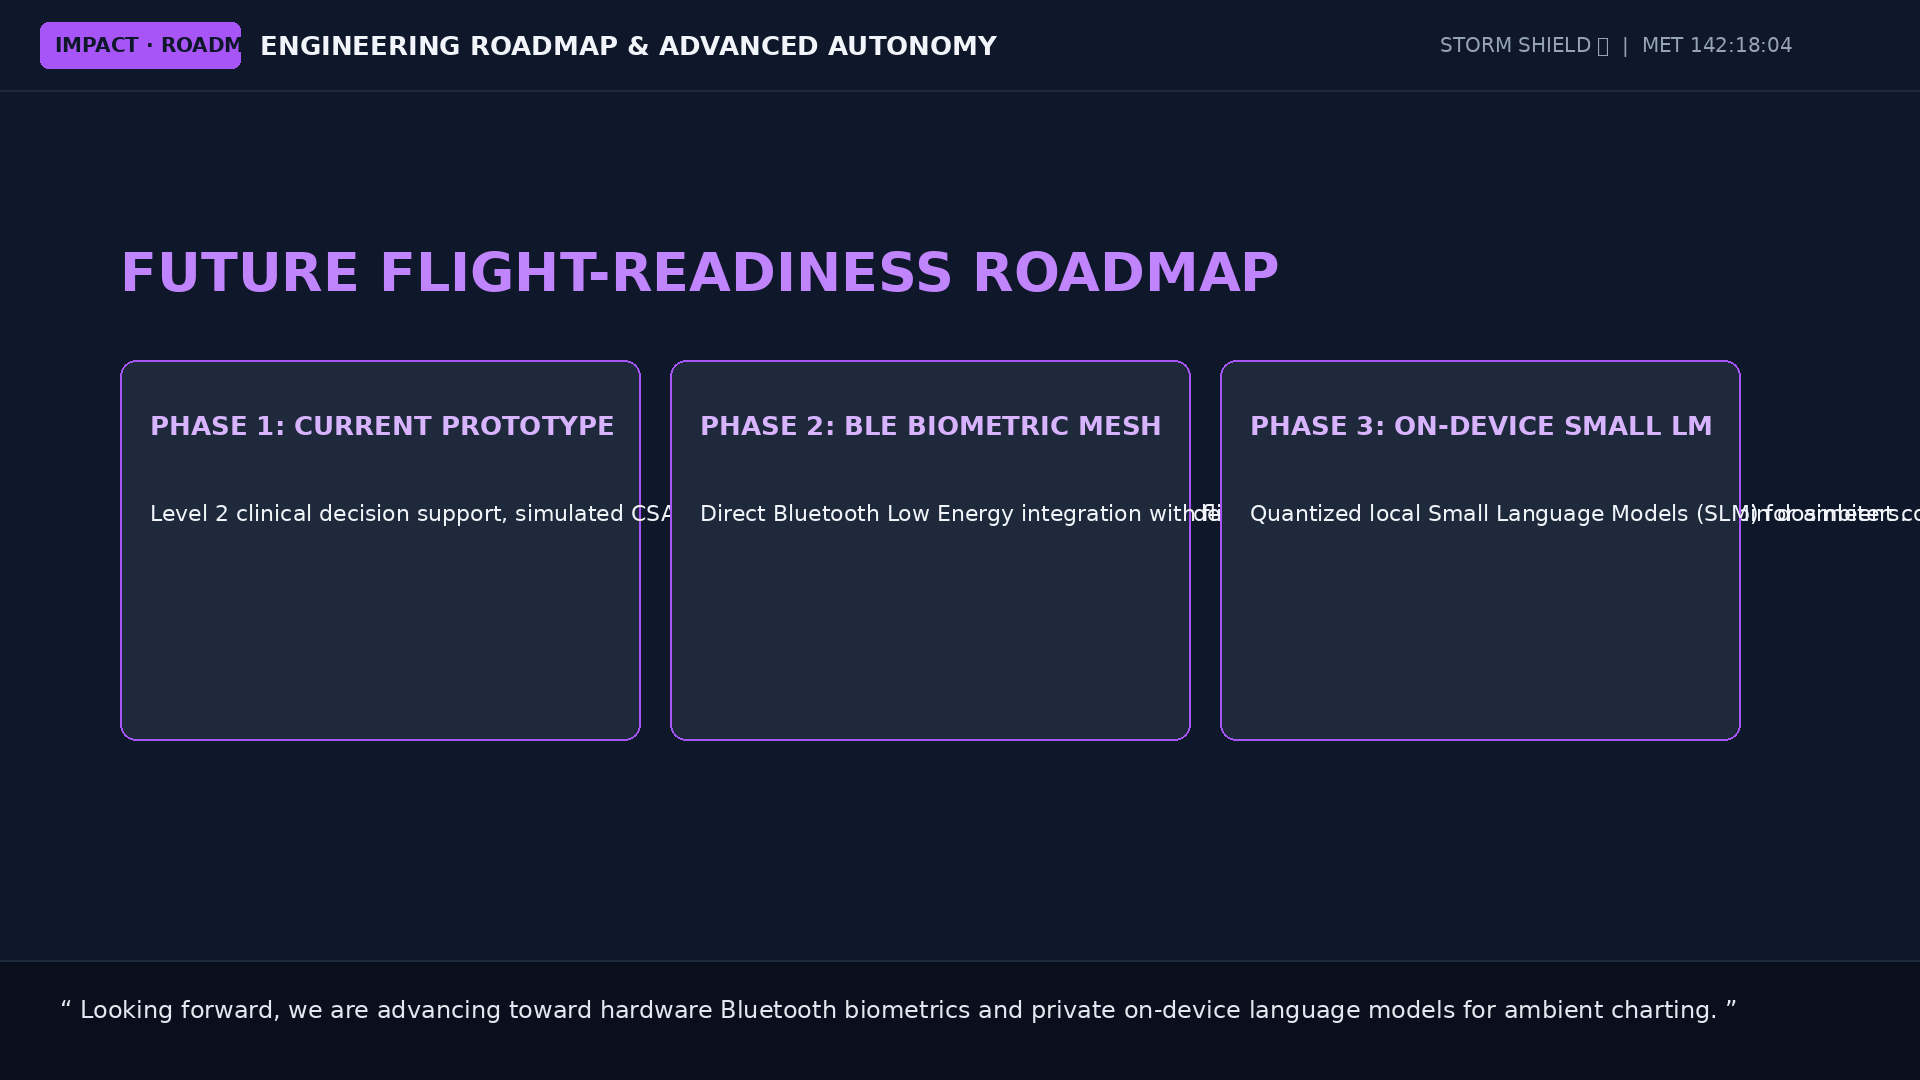 IMPACT · ROADM
ENGINEERING ROADMAP & ADVANCED AUTONOMY
STORM SHIELD | MET 142:18:04
FUTURE FLIGHT-READINESS ROADMAP
PHASE 1: CURRENT PROTOTYPE
Level 2 clinical decision support, simulated CSA
PHASE 2: BLE BIOMETRIC MESH
Direct Bluetooth Low Energy integration with
PHASE 3: ON-DEVICE SMALL LM
Quantized local Small Language Models (SLM) for ambient
“ Looking forward, we are advancing toward hardware Bluetooth biometrics and private on-device language models for ambient charting. ”